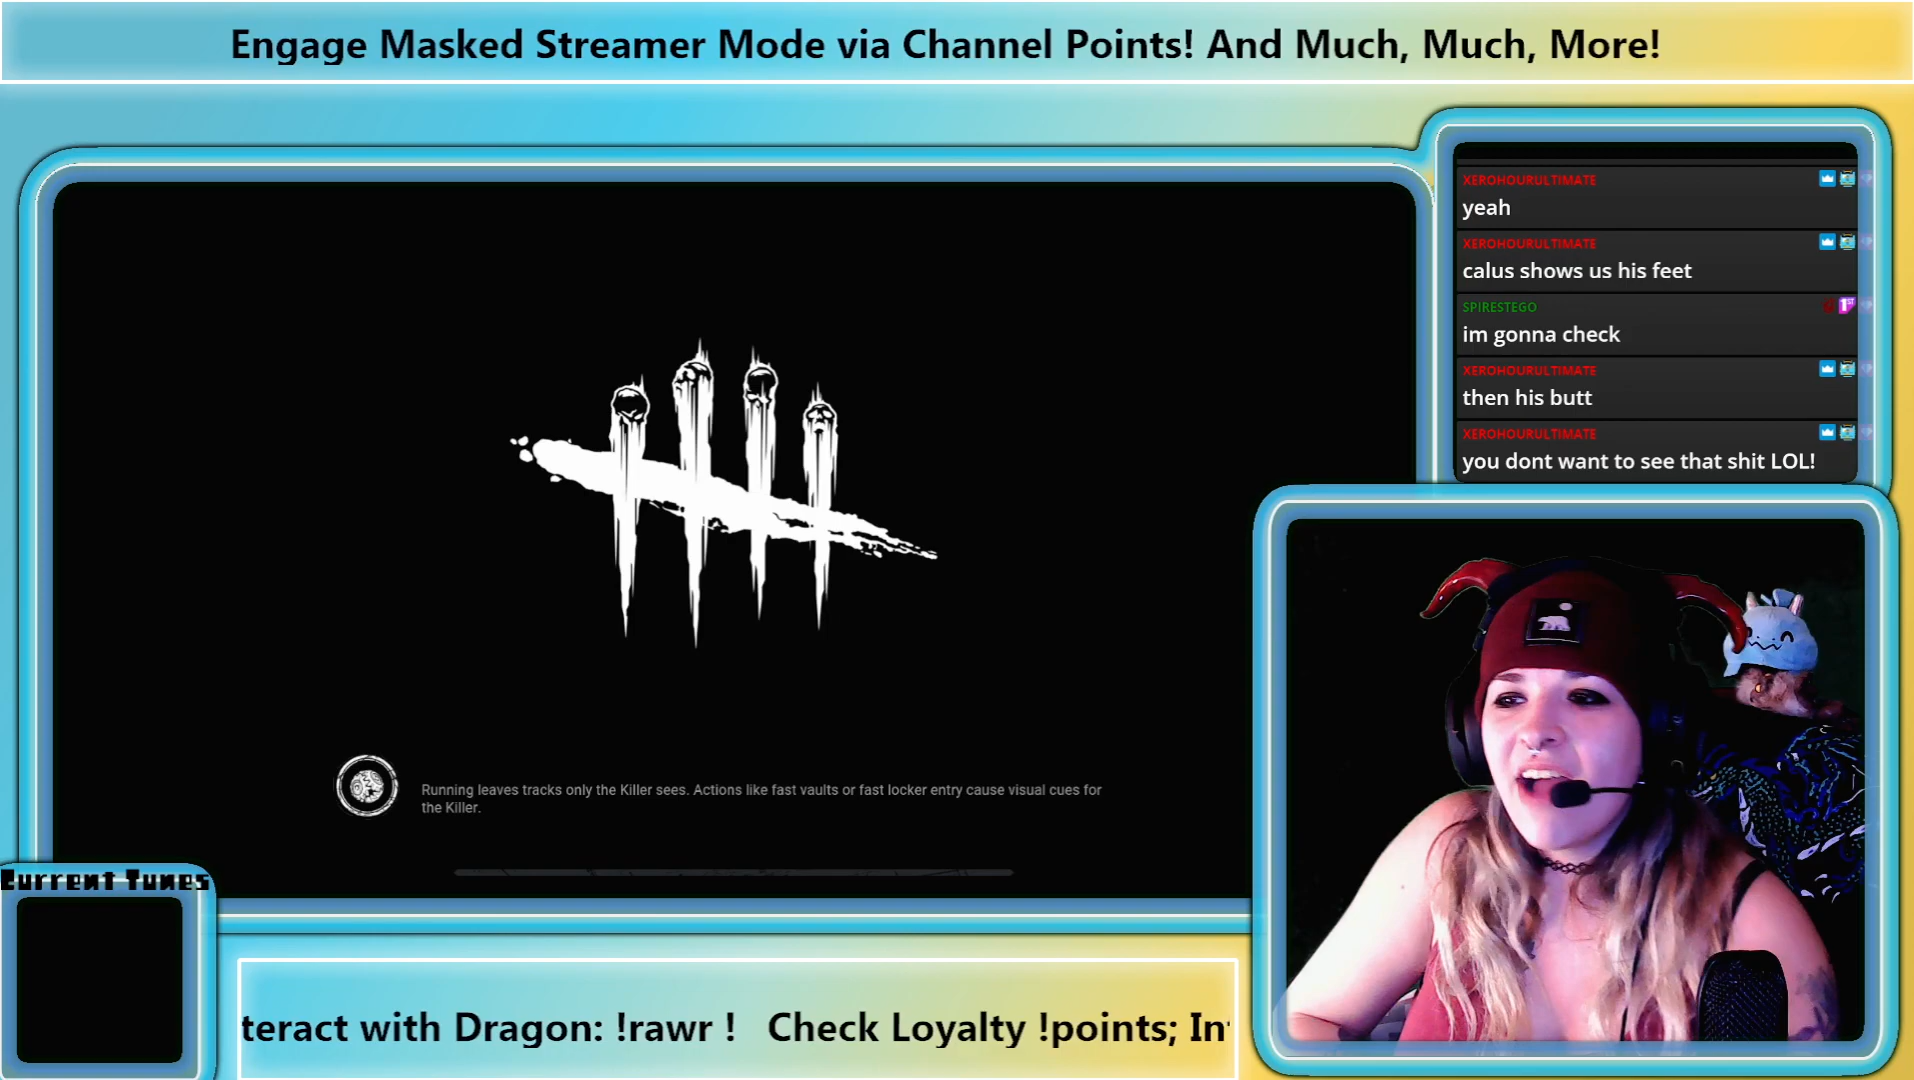 Engage Masked Streamer Mode via Channel Points! And Much, Much, More!
XEROHOURULTIMATE
yeah
XEROHOURULTIMATE
calus shows us his feet
SPIRESTEGO
im gonna check
XEROHOURULTIMATE
then his butt
XEROHOURULTIMATE
you dont want to see that shit LOL!
Running leaves tracks only the Killer sees. Actions like fast vaults or fast locker entry cause visual cues for
the Killer.
Current Tunes
teract with Dragon: !rawr ! Check Loyalty !points; In